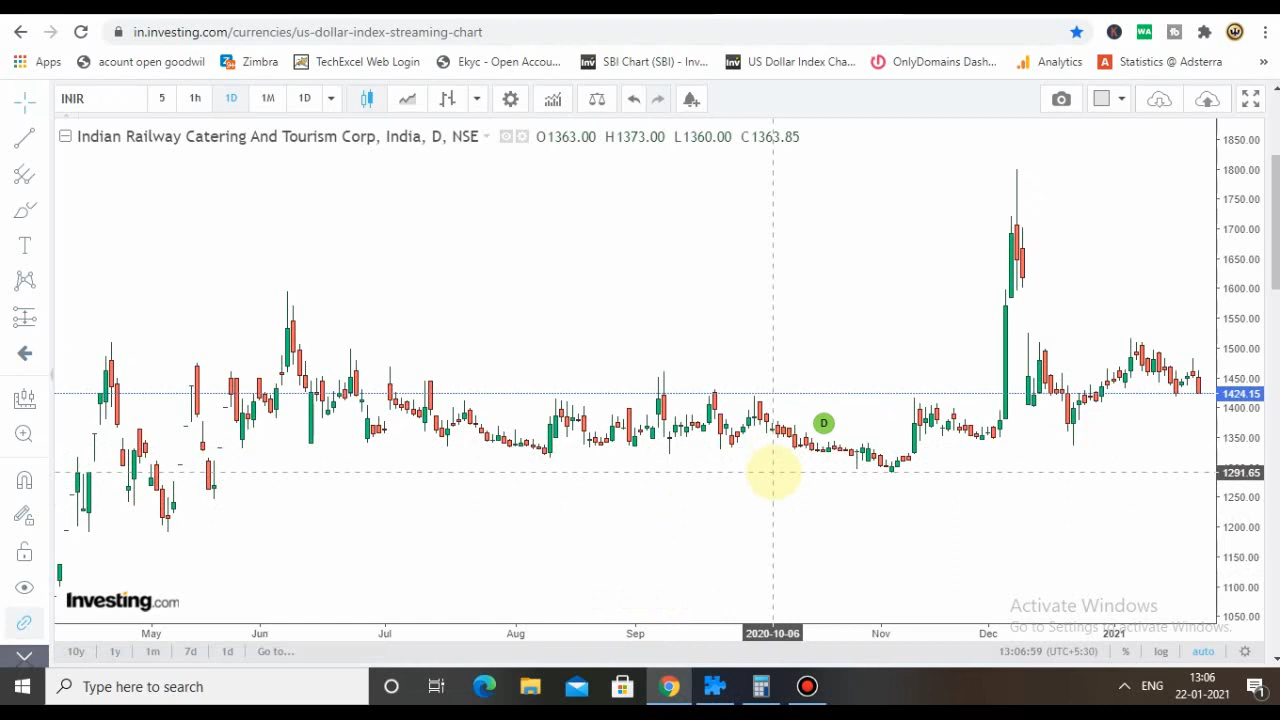 in.investing.com/currencies/us-dollar-index-streaming-chart
Apps acount open goodwil Zimbra TechExcel Web Login Ekyc - Open Accou... Inv SBI Chart (SBI) - Inv... Inv US Dollar Index Cha... OnlyDomains Dash... Analytics A Statistics @ Adsterra »
INIR 5 1h 1D 1M 1D
Indian Railway Catering And Tourism Corp, India, D, NSE O1363.00 H1373.00 L1360.00 C1363.85
1850.00
1800.00
1750.00
1700.00
1650.00
1600.00
1550.00
1500.00
1450.00
1424.15
1400.00
1350.00
D
1291.65
1250.00
1200.00
1150.00
1100.00
1050.00
Investing.com
Activate Windows
Go to Settings to activate Windows.
May Jun Jul Aug Sep 2020-10-06 Nov Dec 2021
10y 1y 1m 7d 1d Go to... 13:06:59 (UTC+5:30) % log auto
Type here to search ENG 13:06
22-01-2021